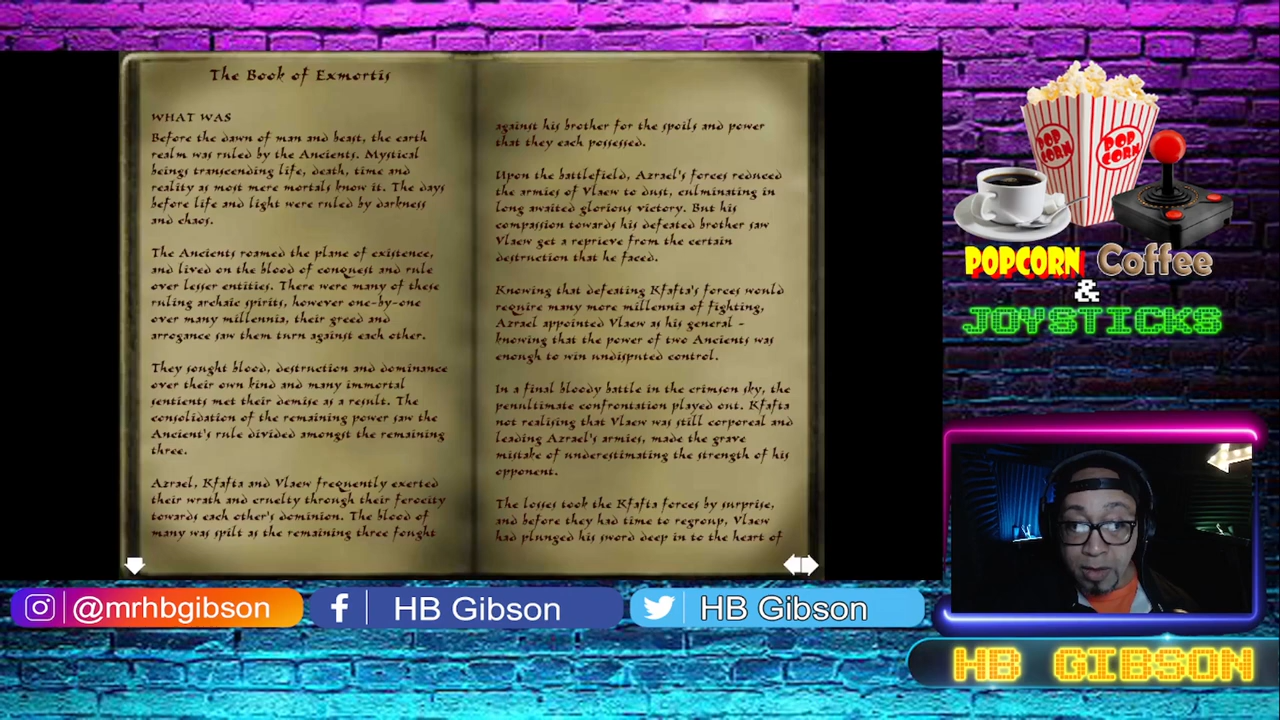 The Book of Exmortis
WHAT WAS
Before the dawn of man and beast, the earth
realm was ruled by the Ancients. Mystical
beings transcending life, death, time and
reality as most mere mortals know it. The days
before life and light were ruled by darkness
and chaos.
The Ancients roamed the plane of existence,
and lived on the blood of conquest and rule
over lesser entities. There were many of these
ruling archaic spirits, however one-by-one
over many millennia, their greed and
arrogance saw them turn against each other.
They sought blood, destruction and dominance
over their own kind and many immortal
sentients met their demise as a result. The
consolidation of the remaining power saw the
Ancient's rule divided amongst the remaining
three.
Azrael, Kfafta and Vlaew frequently exerted
their wrath and cruelty through their ferocity
towards each other's dominion. The blood of
many was spilt as the remaining three fought
against his brother for the spoils and power
that they each possessed.
Upon the battlefield, Azrael's forces reduced
the armies of Vlaew to dust, culminating in
long awaited glorious victory. But his
compassion towards his defeated brother saw
Vlaew get a reprieve from the certain
destruction that he faced.
Knowing that defeating Kfafta's forces would
require many more millennia of fighting,
Azrael appointed Vlaew as his general -
knowing that the power of two Ancients was
enough to win undisputed control.
In a final bloody battle in the crimson sky, the
penultimate confrontation played out. Kfafta
not realising that Vlaew was still corporeal and
leading Azrael's armies, made the grave
mistake of underestimating the strength of his
opponent.
The losses took the Kfafta forces by surprise,
and before they had time to regroup, Vlaew
had plunged his sword deep in to the heart of
POP CORN
POP CORN
POPCORN Coffee
&
JOYSTICKS
@mrhbgibson
HB Gibson
HB Gibson
HB GIBSON